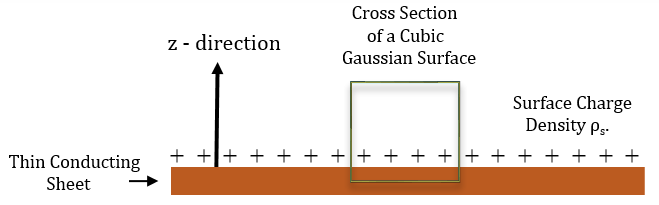 Cross Section
of a Cubic
Gaussian Surface
z - direction
Surface Charge
Density ρₛ.
+ + + + + + + + + + + + + + + + + +
Thin Conducting
Sheet